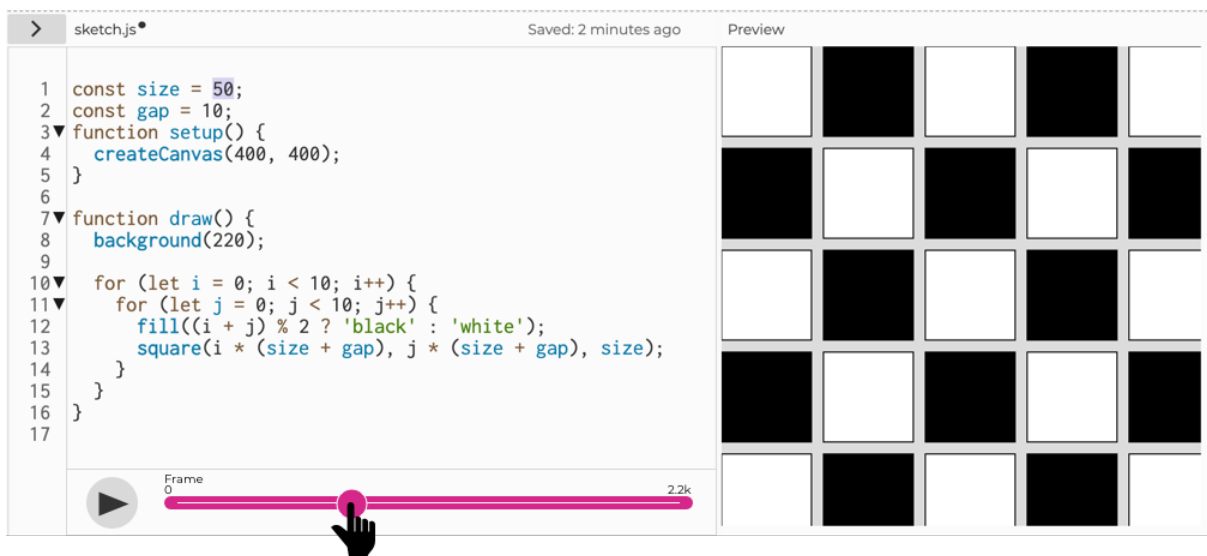 sketch.js●
Saved: 2 minutes ago
Preview
1 const size = 50;
2 const gap = 10;
3▼ function setup() {
4   createCanvas(400, 400);
5 }
6
7▼ function draw() {
8   background(220);
9
10▼   for (let i = 0; i < 10; i++) {
11▼     for (let j = 0; j < 10; j++) {
12       fill((i + j) % 2 ? 'black' : 'white');
13       square(i * (size + gap), j * (size + gap), size);
14     }
15   }
16 }
17
Frame
0
2.2k